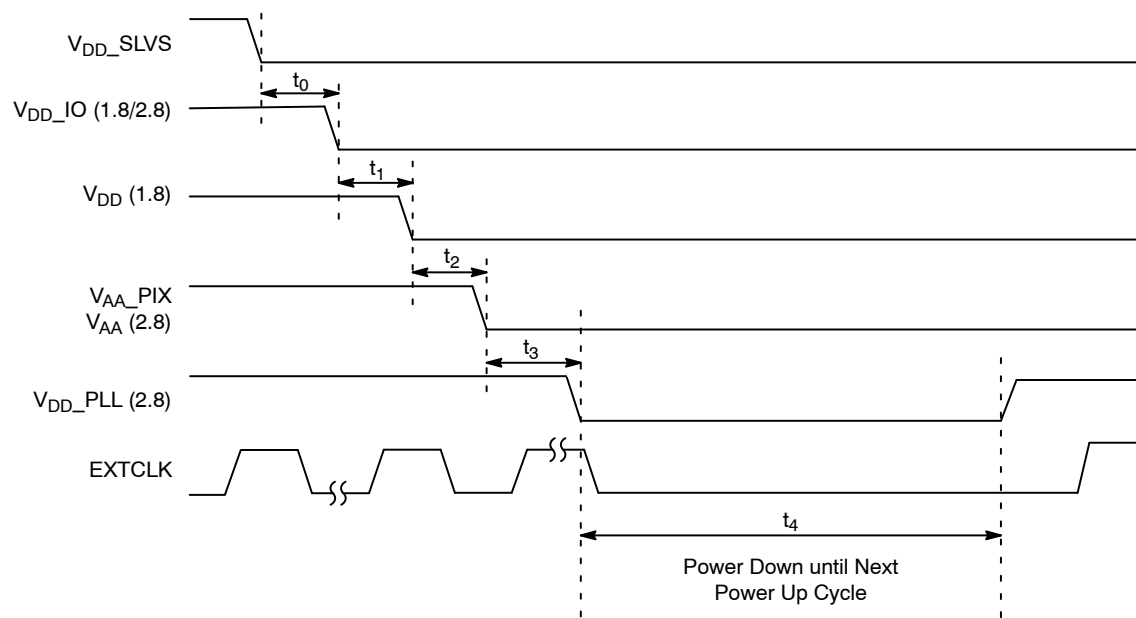 V_DD_SLVS
t_0
V_DD_IO (1.8/2.8)
t_1
V_DD (1.8)
t_2
V_AA_PIX
V_AA (2.8)
t_3
V_DD_PLL (2.8)
EXTCLK
t_4
Power Down until Next
Power Up Cycle